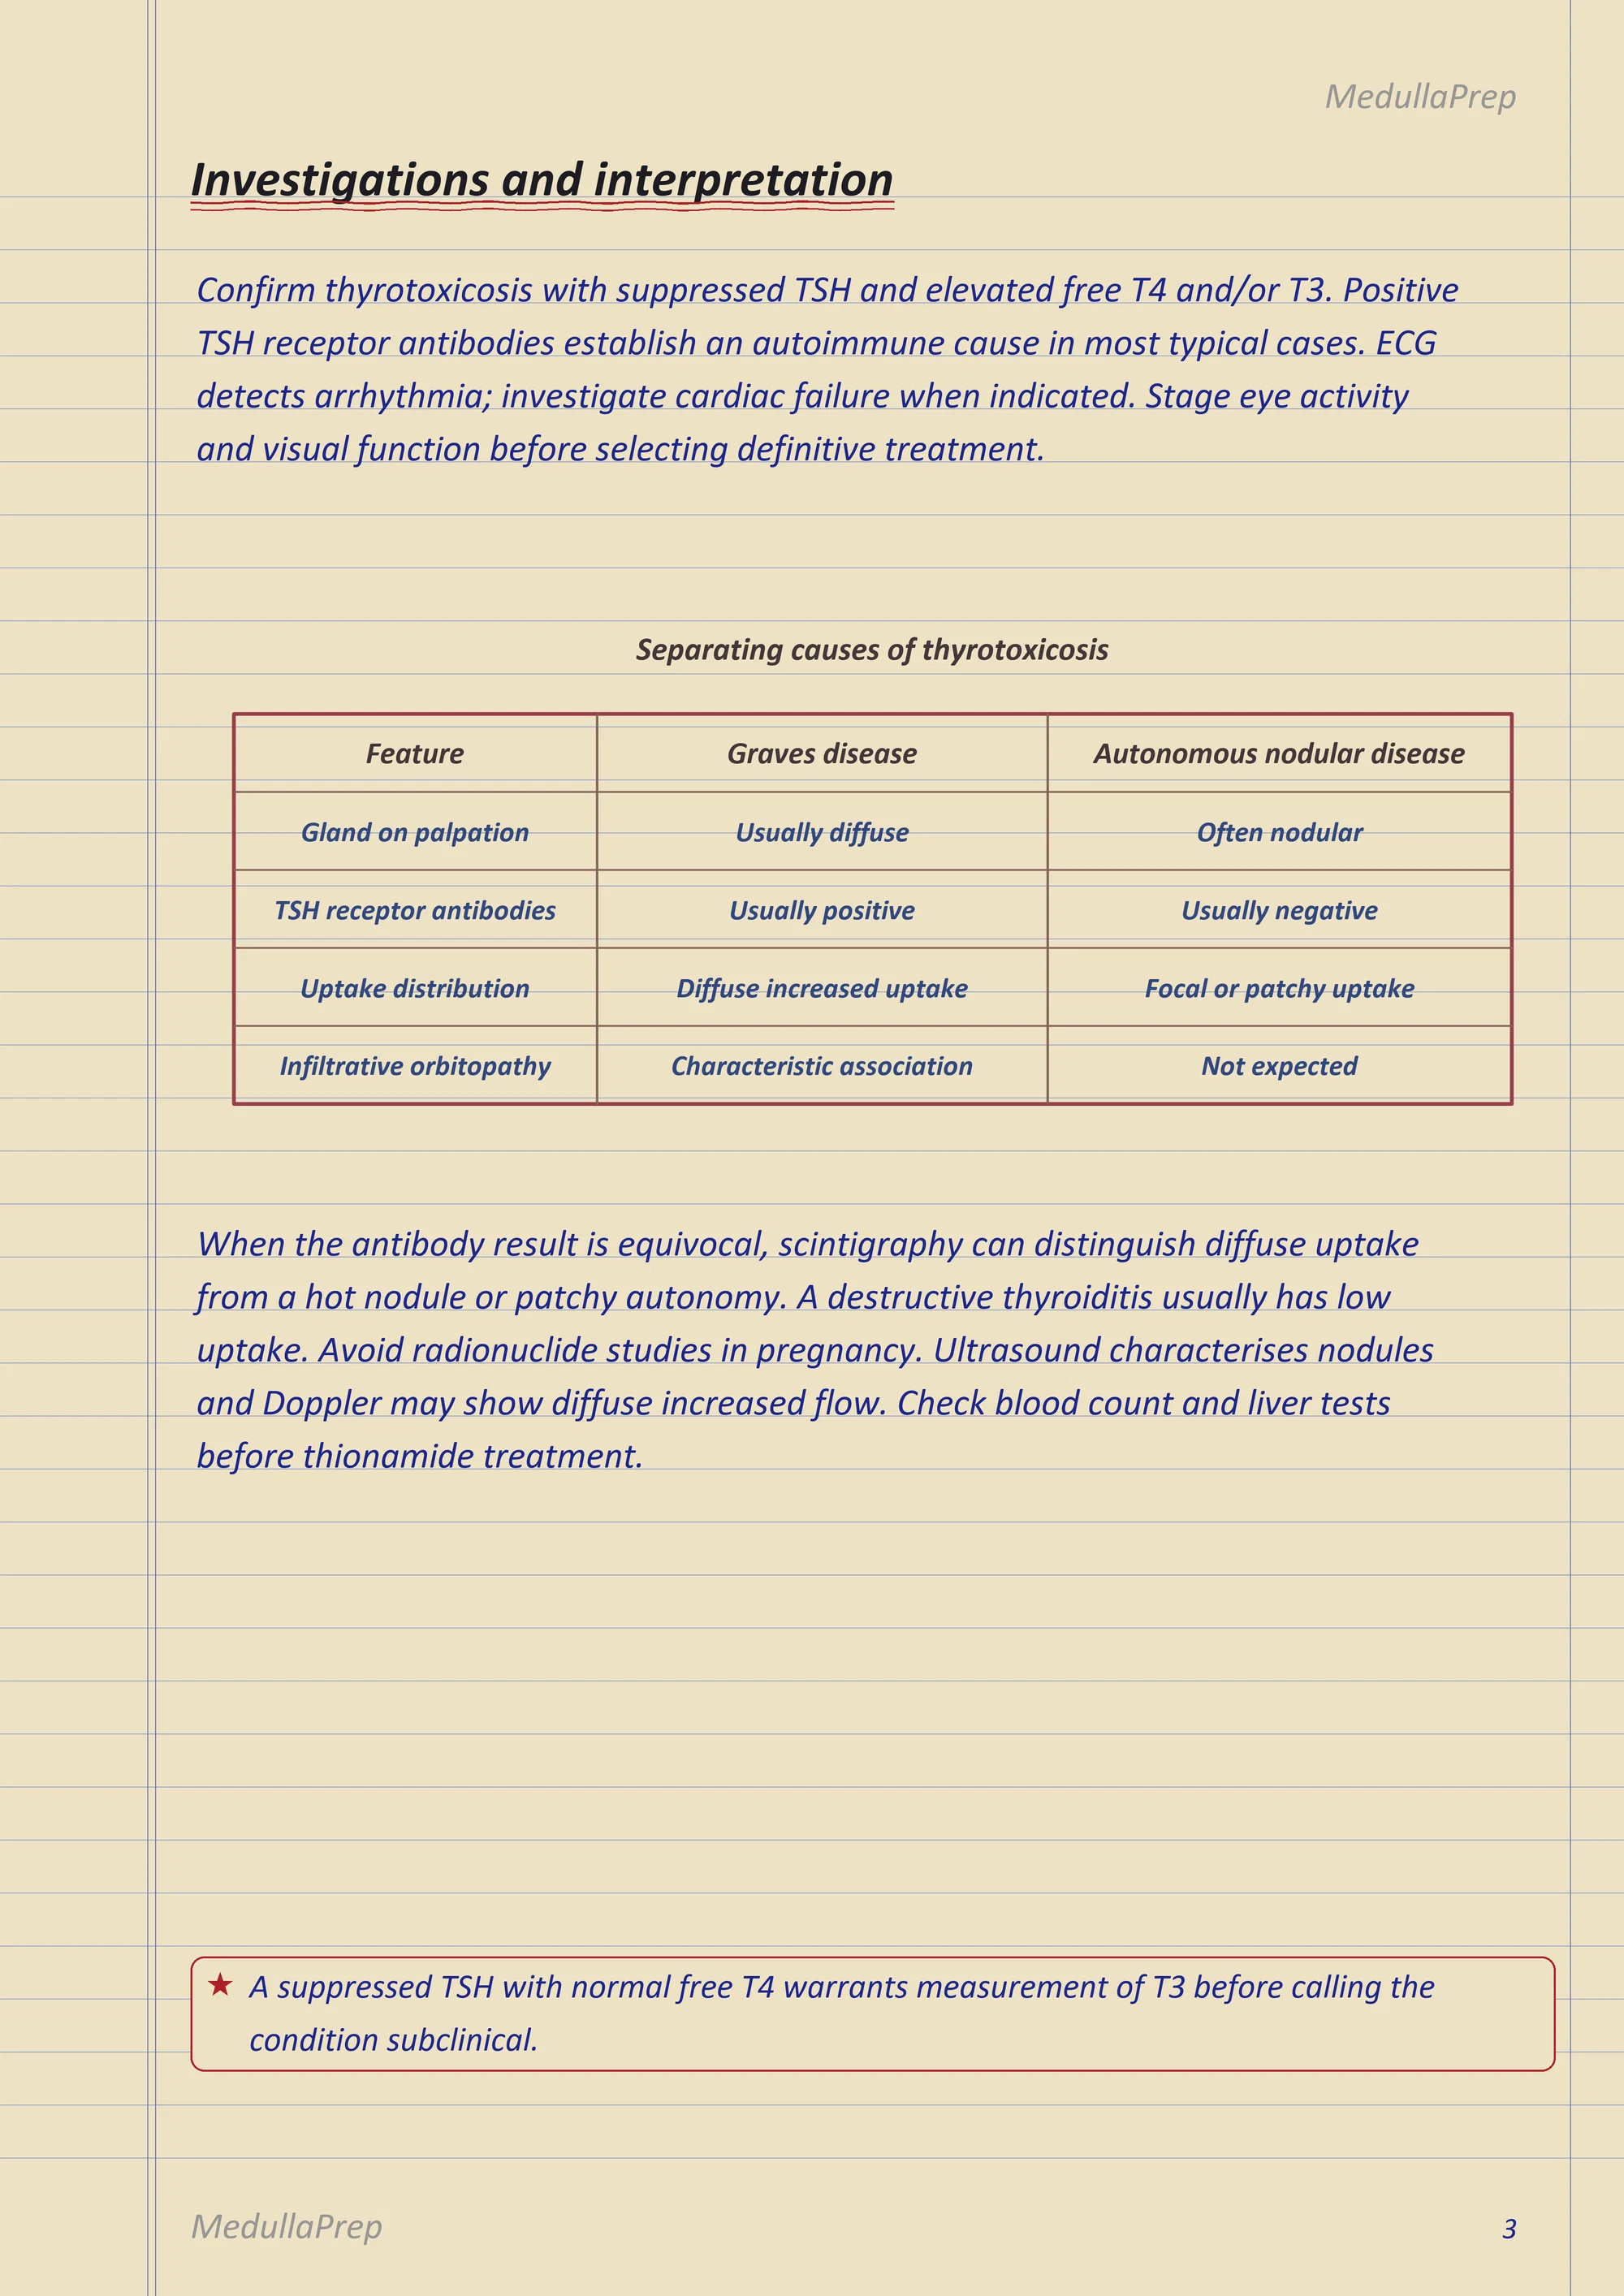 MedullaPrep
Investigations and interpretation
Confirm thyrotoxicosis with suppressed TSH and elevated free T4 and/or T3. Positive
TSH receptor antibodies establish an autoimmune cause in most typical cases. ECG
detects arrhythmia; investigate cardiac failure when indicated. Stage eye activity
and visual function before selecting definitive treatment.
Separating causes of thyrotoxicosis
Feature Graves disease Autonomous nodular disease
Gland on palpation Usually diffuse Often nodular
TSH receptor antibodies Usually positive Usually negative
Uptake distribution Diffuse increased uptake Focal or patchy uptake
Infiltrative orbitopathy Characteristic association Not expected
When the antibody result is equivocal, scintigraphy can distinguish diffuse uptake
from a hot nodule or patchy autonomy. A destructive thyroiditis usually has low
uptake. Avoid radionuclide studies in pregnancy. Ultrasound characterises nodules
and Doppler may show diffuse increased flow. Check blood count and liver tests
before thionamide treatment.
★ A suppressed TSH with normal free T4 warrants measurement of T3 before calling the
condition subclinical.
MedullaPrep 3